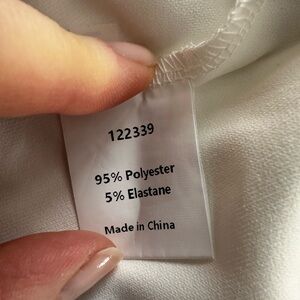 122339
95% Polyester
5% Elastane
Made in China